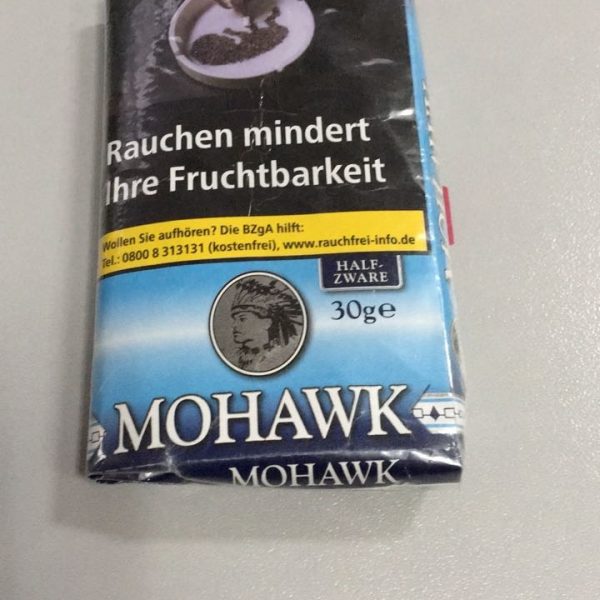 Rauchen mindert
Ihre Fruchtbarkeit
Wollen Sie aufhören? Die BZgA hilft:
Tel.: 0800 8 313131 (kostenfrei), www.rauchfrei-info.de
HALF-
ZWARE
30g e
MOHAWK
MOHAWK